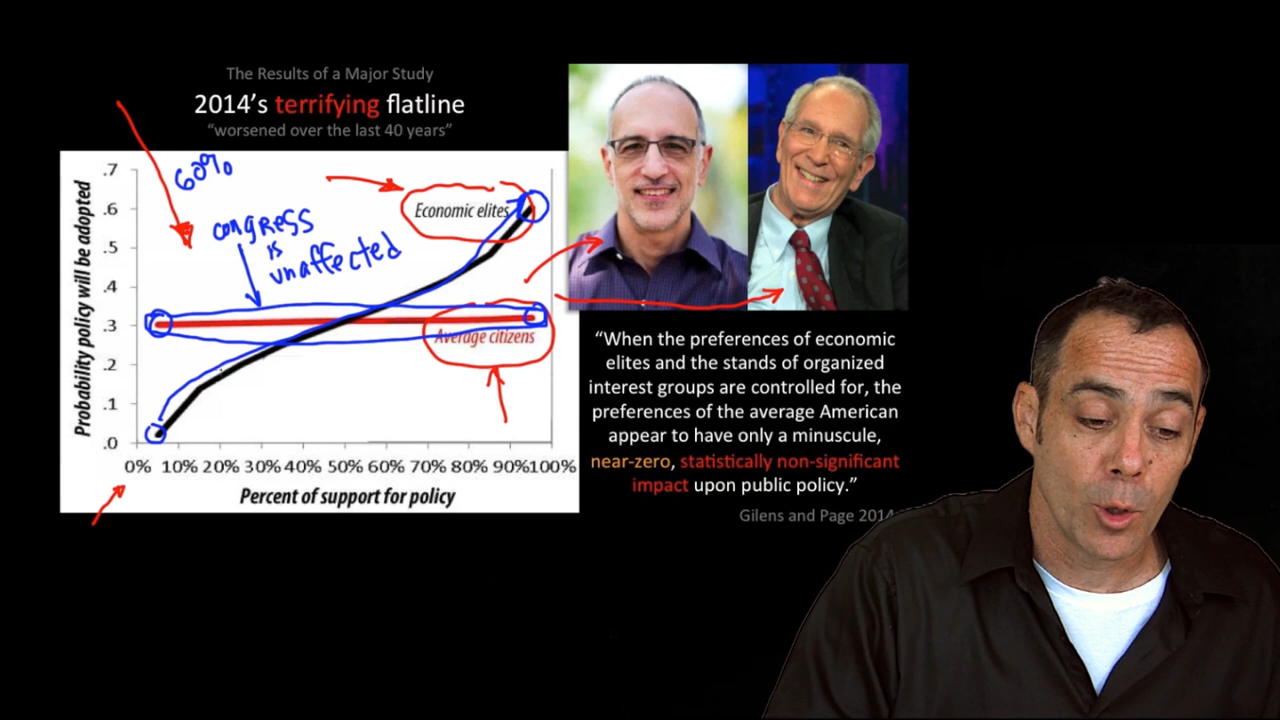 The Results of a Major Study
2014's terrifying flatline
"worsened over the last 40 years"
Probability policy will be adopted
.7
.6
.5
.4
.3
.2
.1
.0
60%
congress
is
unaffected
Economic elites
Average citizens
0% 10% 20% 30% 40% 50% 60% 70% 80% 90% 100%
Percent of support for policy
"When the preferences of economic
elites and the stands of organized
interest groups are controlled for, the
preferences of the average American
appear to have only a minuscule,
near-zero, statistically non-significant
impact upon public policy."
Gilens and Page 2014